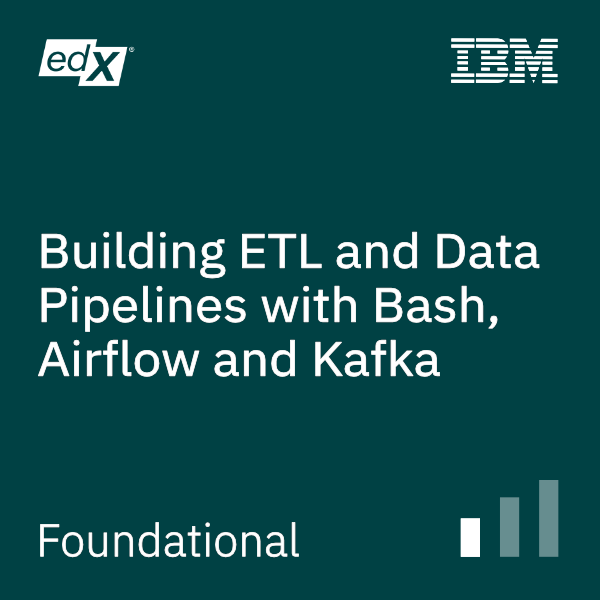 edX®
IBM
Building ETL and Data
Pipelines with Bash,
Airflow and Kafka
Foundational